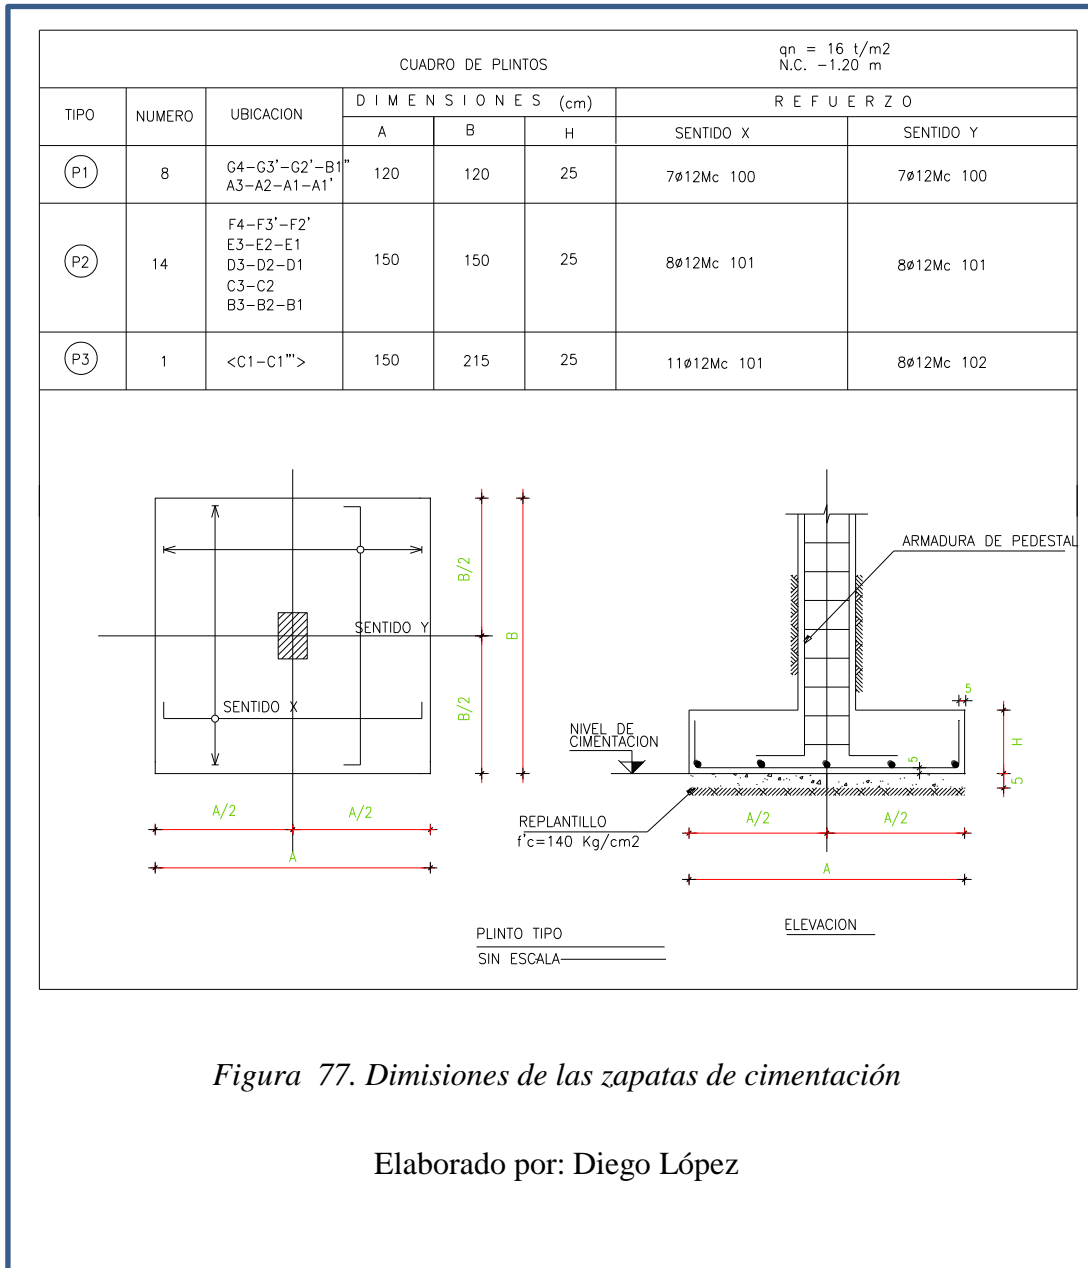 CUADRO DE PLINTOS
qn = 16 t/m2
N.C. -1.20 m
TIPO NUMERO UBICACION DIMENSIONES (cm) REFUERZO
A B H SENTIDO X SENTIDO Y
P1 8 G4-G3'-G2'-B1" 120 120 25 7ø12Mc 100 7ø12Mc 100
A3-A2-A1-A1'
F4-F3'-F2'
E3-E2-E1
P2 14 D3-D2-D1 150 150 25 8ø12Mc 101 8ø12Mc 101
C3-C2
B3-B2-B1
P3 1 <C1-C1"'> 150 215 25 11ø12Mc 101 8ø12Mc 102
SENTIDO Y
SENTIDO X
B/2
B
B/2
A/2 A/2
A
ARMADURA DE PEDESTAL
5
NIVEL DE
CIMENTACION
H
5
5
REPLANTILLO
f'c=140 Kg/cm2
A/2 A/2
A
PLINTO TIPO
SIN ESCALA
ELEVACION
Figura 77. Dimisiones de las zapatas de cimentación
Elaborado por: Diego López